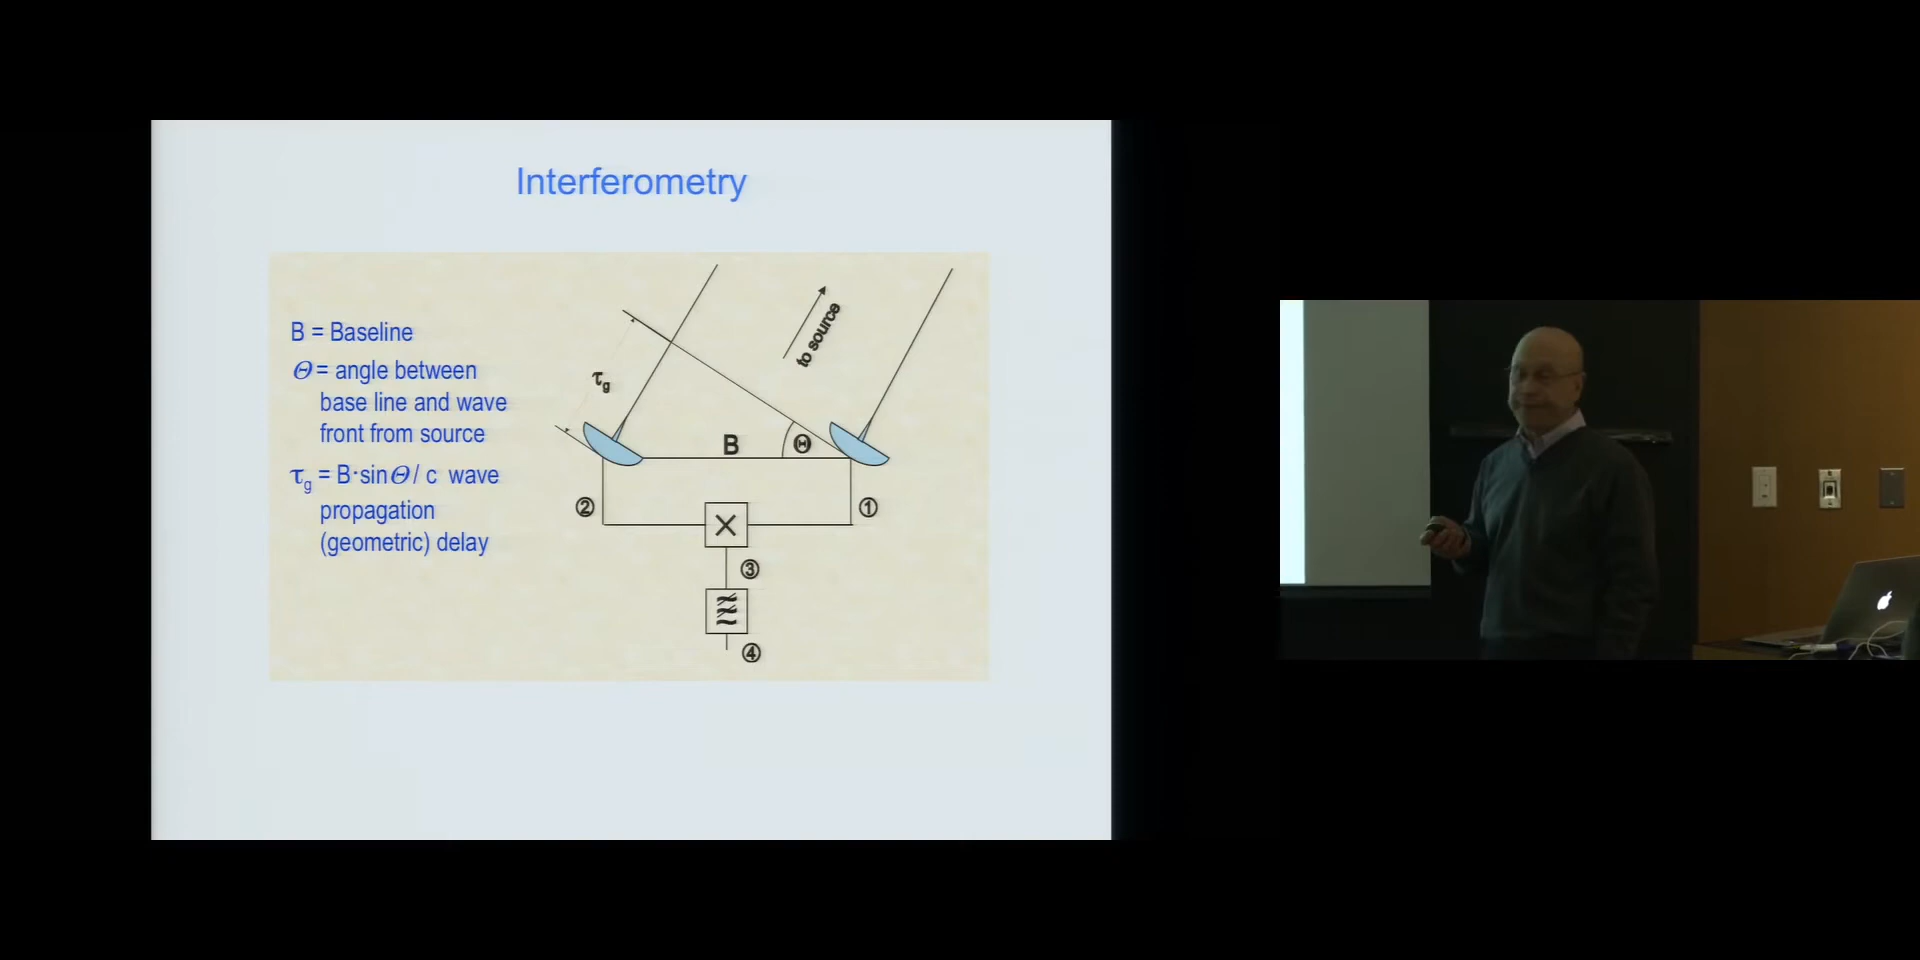 Interferometry
B = Baseline
Θ = angle between
base line and wave
front from source
τg = B·sinΘ / c wave
propagation
(geometric) delay
to source
τg
B
Θ
②
①
③
④